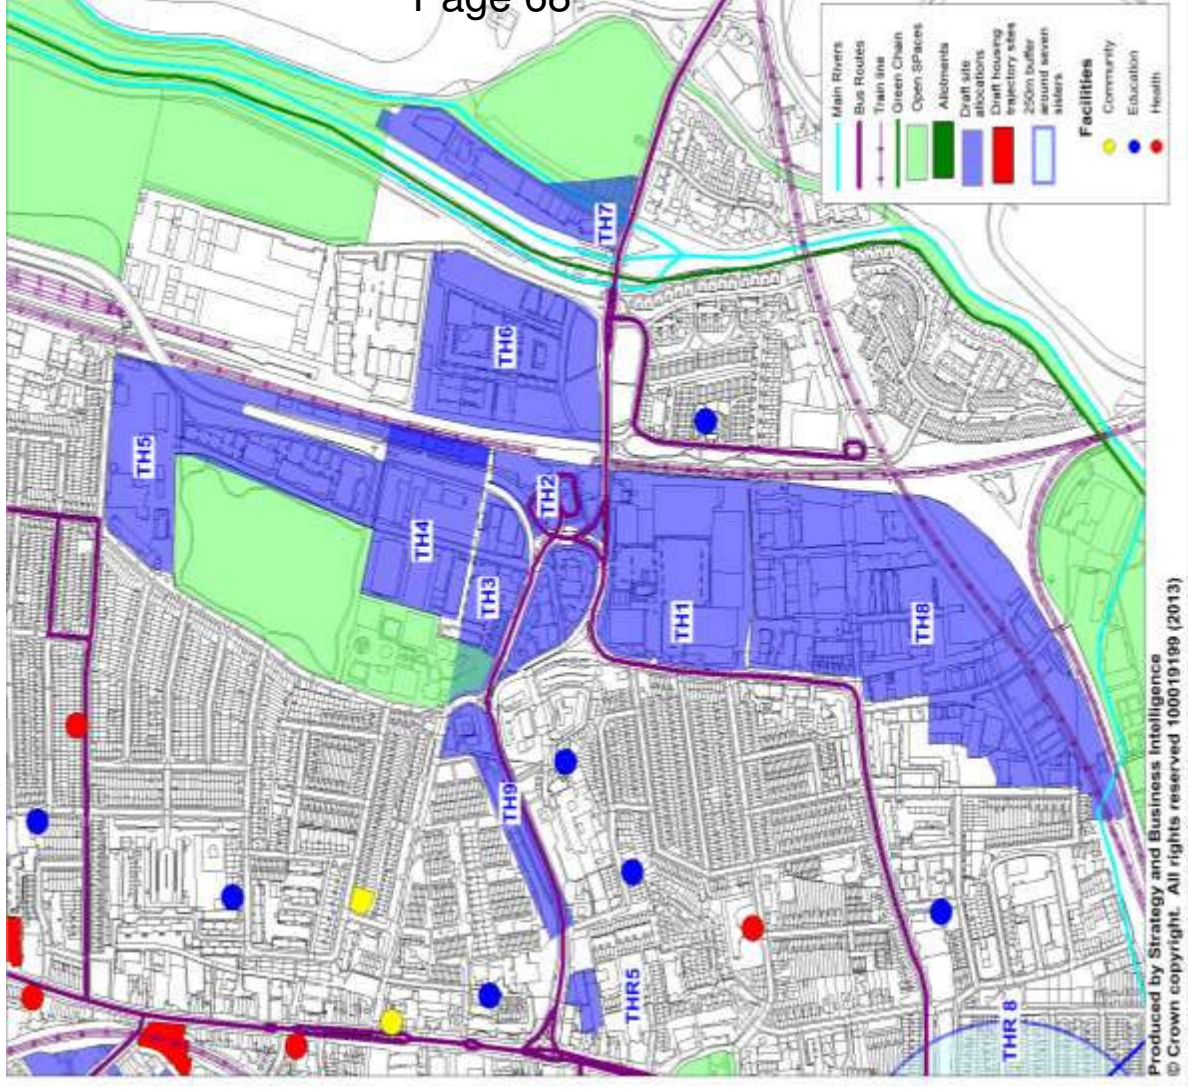 Page 68
Main Rivers
Bus Routes
Train line
Green Chain
Open SPaces
Allotments
Draft site
allocations
Draft housing
trajectory sites
250m buffer
around seven
sisters
Facilities
Community
Education
Health
TH7
TH6
TH5
TH2
TH4
TH3
TH1
TH8
TH9
THR5
THR 8
Produced by Strategy and Business Intelligence
© Crown copyright. All rights reserved 100019199 (2013)